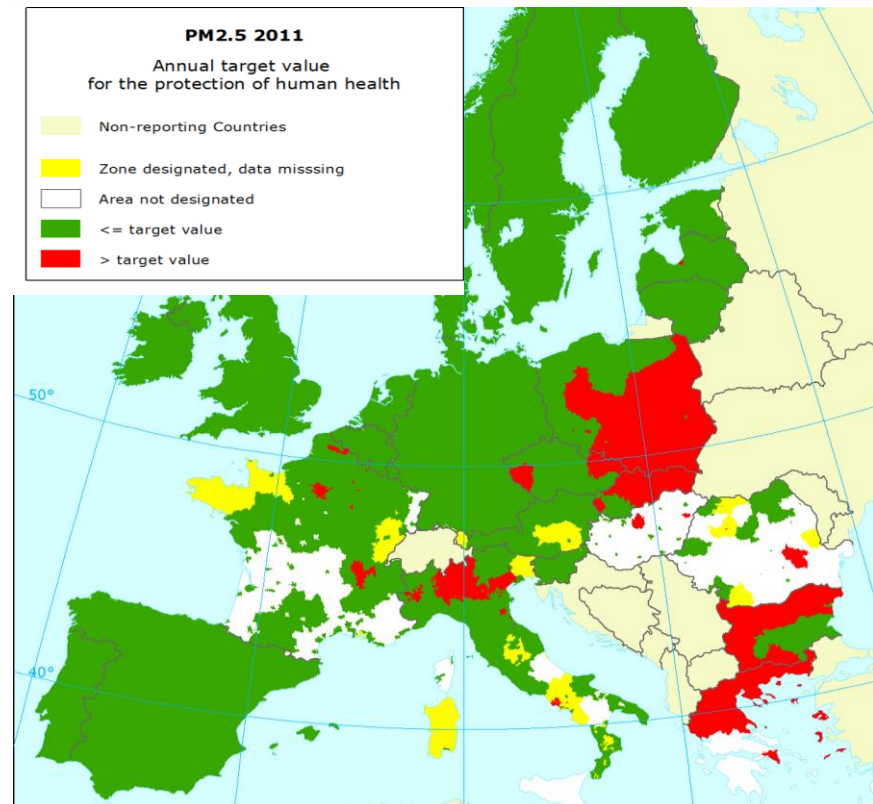 PM2.5 2011
Annual target value
for the protection of human health
Non-reporting Countries
Zone designated, data misssing
Area not designated
<= target value
> target value
50°
40°